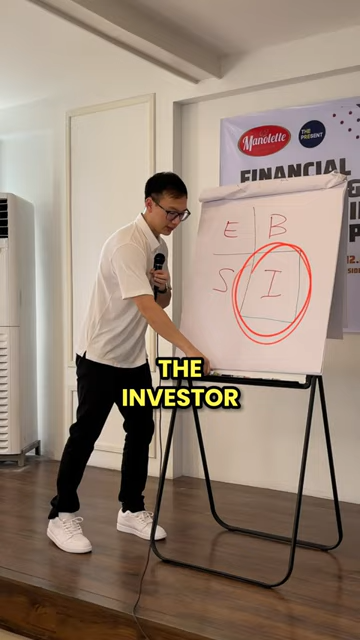 Manolette
THE
PRESENT
FINANCIAL
E B
S I
THE
INVESTOR